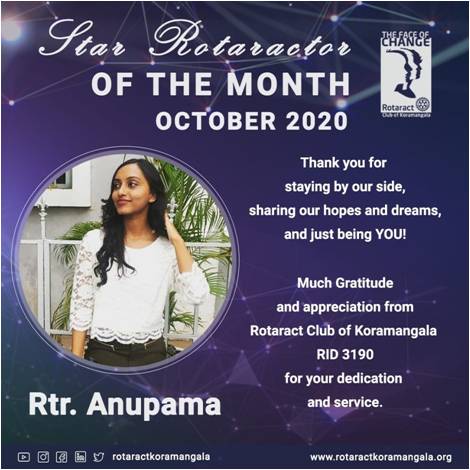 Star Rotaractor
OF THE MONTH
OCTOBER 2020
THE FACE OF
CHANGE
Rotaract
Club of Koramangala
Thank you for
staying by our side,
sharing our hopes and dreams,
and just being YOU!
Much Gratitude
and appreciation from
Rotaract Club of Koramangala
RID 3190
for your dedication
and service.
Rtr. Anupama
rotaractkoramangala
www.rotaractkoramangala.org